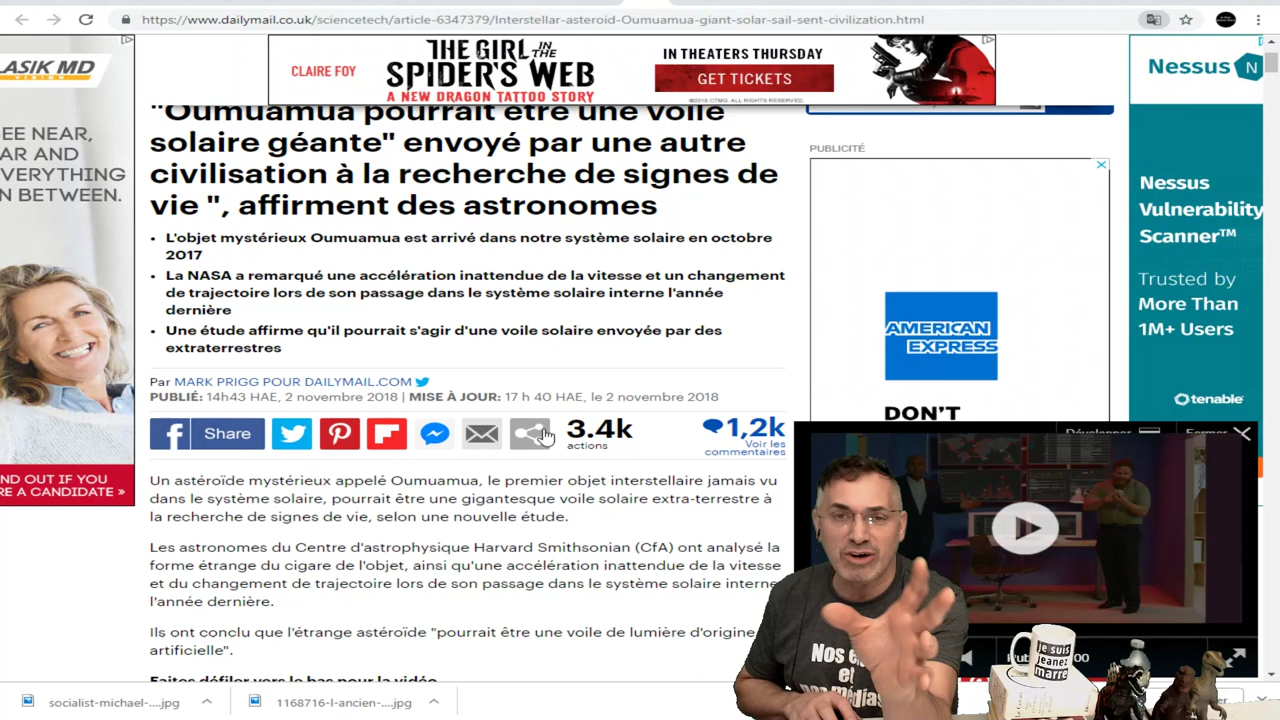 https://www.dailymail.co.uk/sciencetech/article-6347379/Interstellar-asteroid-Oumuamua-giant-solar-sail-sent-civilization.html
ASIK MD
VISION
EE NEAR,
AR AND
VERYTHING
N BETWEEN.
ND OUT IF YOU
RE A CANDIDATE »
CLAIRE FOY
THE GIRL IN THE
SPIDER'S WEB
A NEW DRAGON TATTOO STORY
IN THEATERS THURSDAY
GET TICKETS
"Oumuamua pourrait être une voile
solaire géante" envoyé par une autre
civilisation à la recherche de signes de
vie ", affirment des astronomes
• L'objet mystérieux Oumuamua est arrivé dans notre système solaire en octobre
2017
• La NASA a remarqué une accélération inattendue de la vitesse et un changement
de trajectoire lors de son passage dans le système solaire interne l'année
dernière
• Une étude affirme qu'il pourrait s'agir d'une voile solaire envoyée par des
extraterrestres
Par MARK PRIGG POUR DAILYMAIL.COM
PUBLIÉ: 14h43 HAE, 2 novembre 2018 | MISE À JOUR: 17 h 40 HAE, le 2 novembre 2018
f Share
3.4k
actions
1,2k
Voir les
commentaires
Un astéroïde mystérieux appelé Oumuamua, le premier objet interstellaire jamais vu
dans le système solaire, pourrait être une gigantesque voile solaire extra-terrestre à
la recherche de signes de vie, selon une nouvelle étude.
Les astronomes du Centre d'astrophysique Harvard Smithsonian (CfA) ont analysé la
forme étrange du cigare de l'objet, ainsi qu'une accélération inattendue de la vitesse
et du changement de trajectoire lors de son passage dans le système solaire interne
l'année dernière.
Ils ont conclu que l'étrange astéroïde "pourrait être une voile de lumière d'origine
artificielle".
Faites défiler vers le bas pour la vidéo
PUBLICITÉ
AMERICAN
EXPRESS
DON'T
Nessus N
Nessus
Vulnerability
Scanner™
Trusted by
More Than
1M+ Users
tenable
Développer
Nos
médias
je suis
jeanez
marre
socialist-michael-....jpg
1168716-l-ancien-....jpg